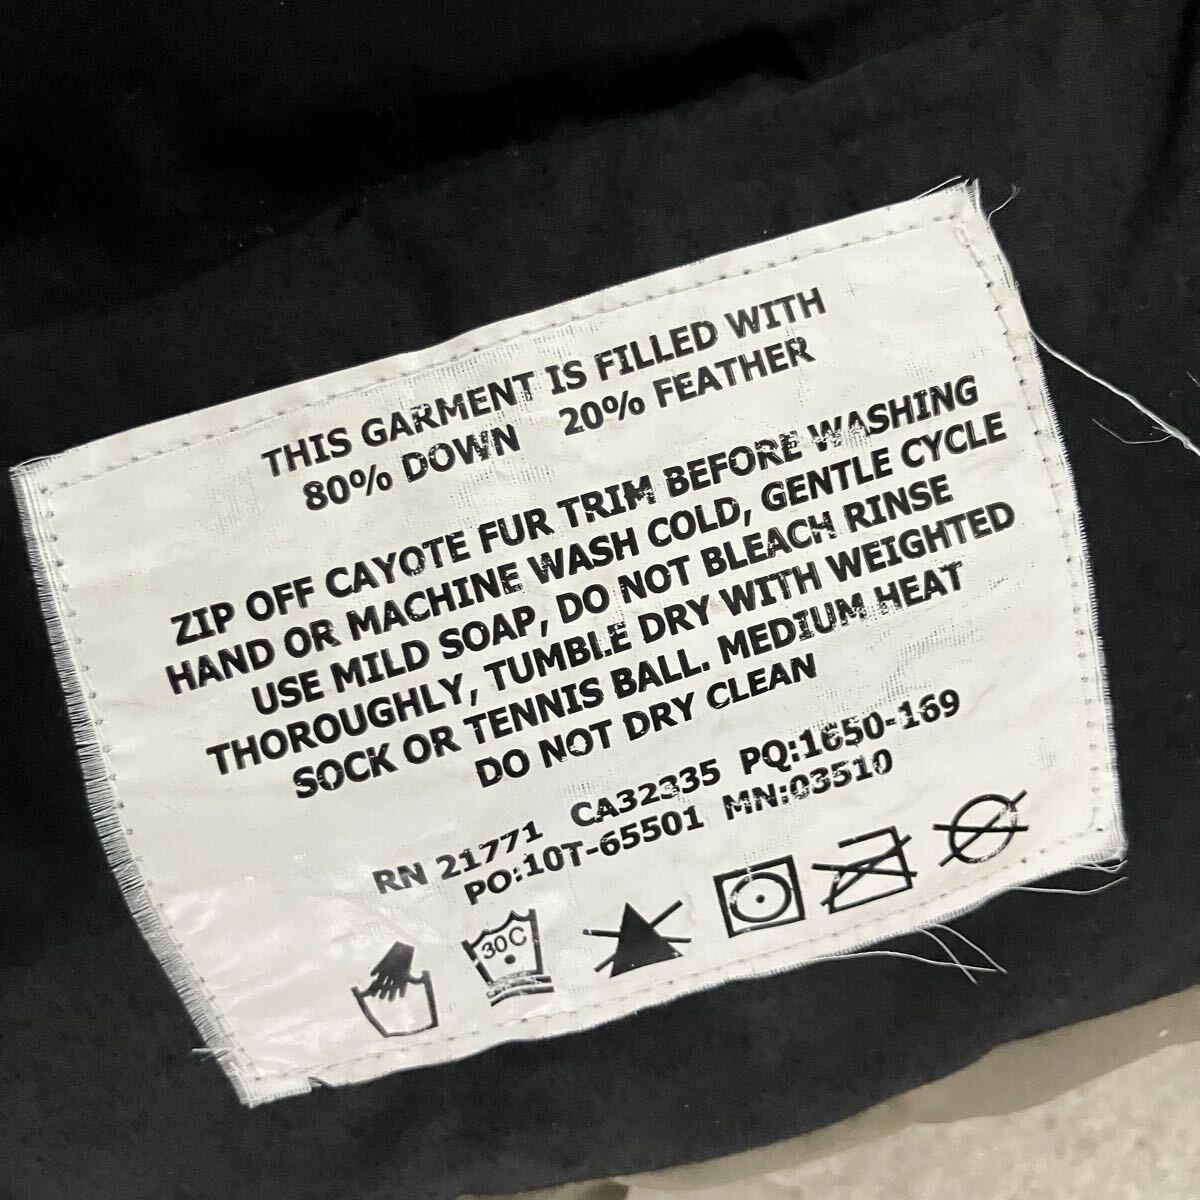 THIS GARMENT IS FILLED WITH
80% DOWN 20% FEATHER
ZIP OFF CAYOTE FUR TRIM BEFORE WASHING
HAND OR MACHINE WASH COLD, GENTLE CYCLE
USE MILD SOAP, DO NOT BLEACH RINSE
THOROUGHLY, TUMBLE DRY WITH WEIGHTED
SOCK OR TENNIS BALL. MEDIUM HEAT
DO NOT DRY CLEAN
RN 21771 CA32335 PQ:1650-169
PO:10T-65501 MN:03510
30C